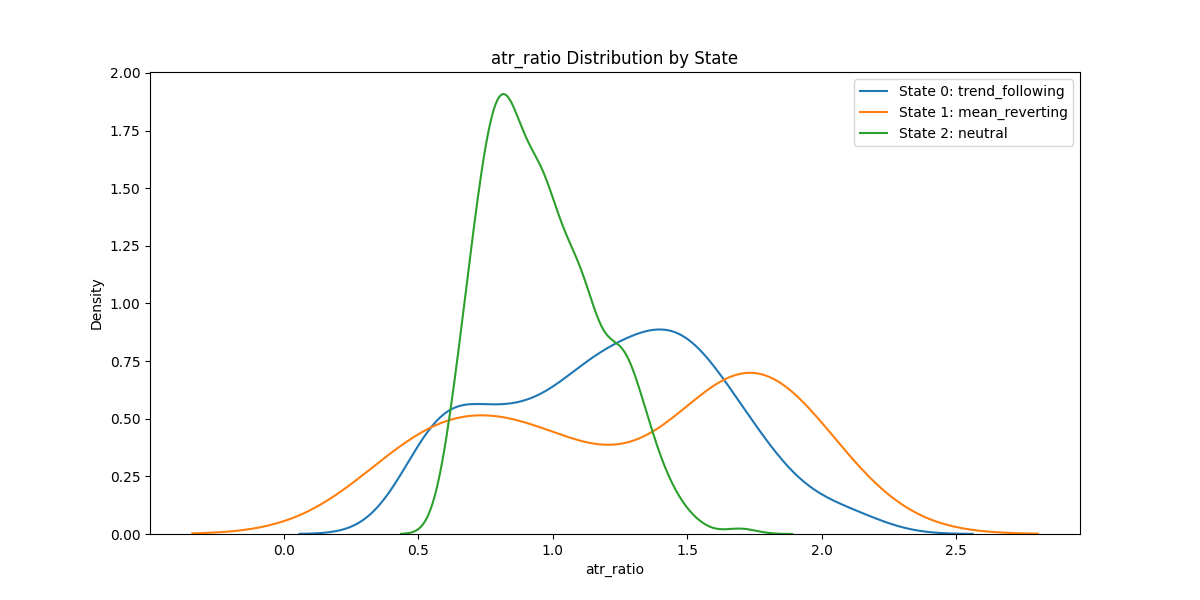 atr_ratio Distribution by State
State 0: trend_following
State 1: mean_reverting
State 2: neutral
Density
2.00
1.75
1.50
1.25
1.00
0.75
0.50
0.25
0.00
0.0 0.5 1.0 1.5 2.0 2.5
atr_ratio